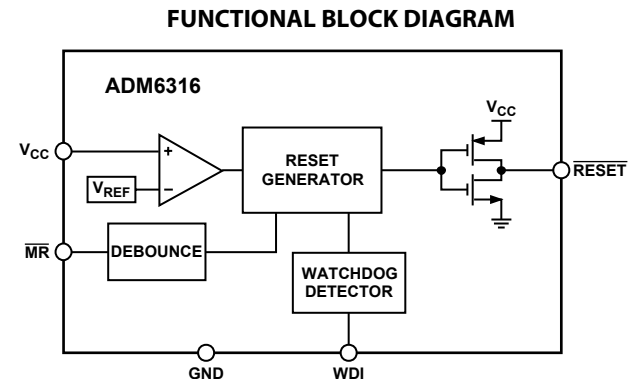 FUNCTIONAL BLOCK DIAGRAM
ADM6316
VCC
VCC
+
RESET
GENERATOR
RESET
VREF
−
MR
DEBOUNCE
WATCHDOG
DETECTOR
GND
WDI